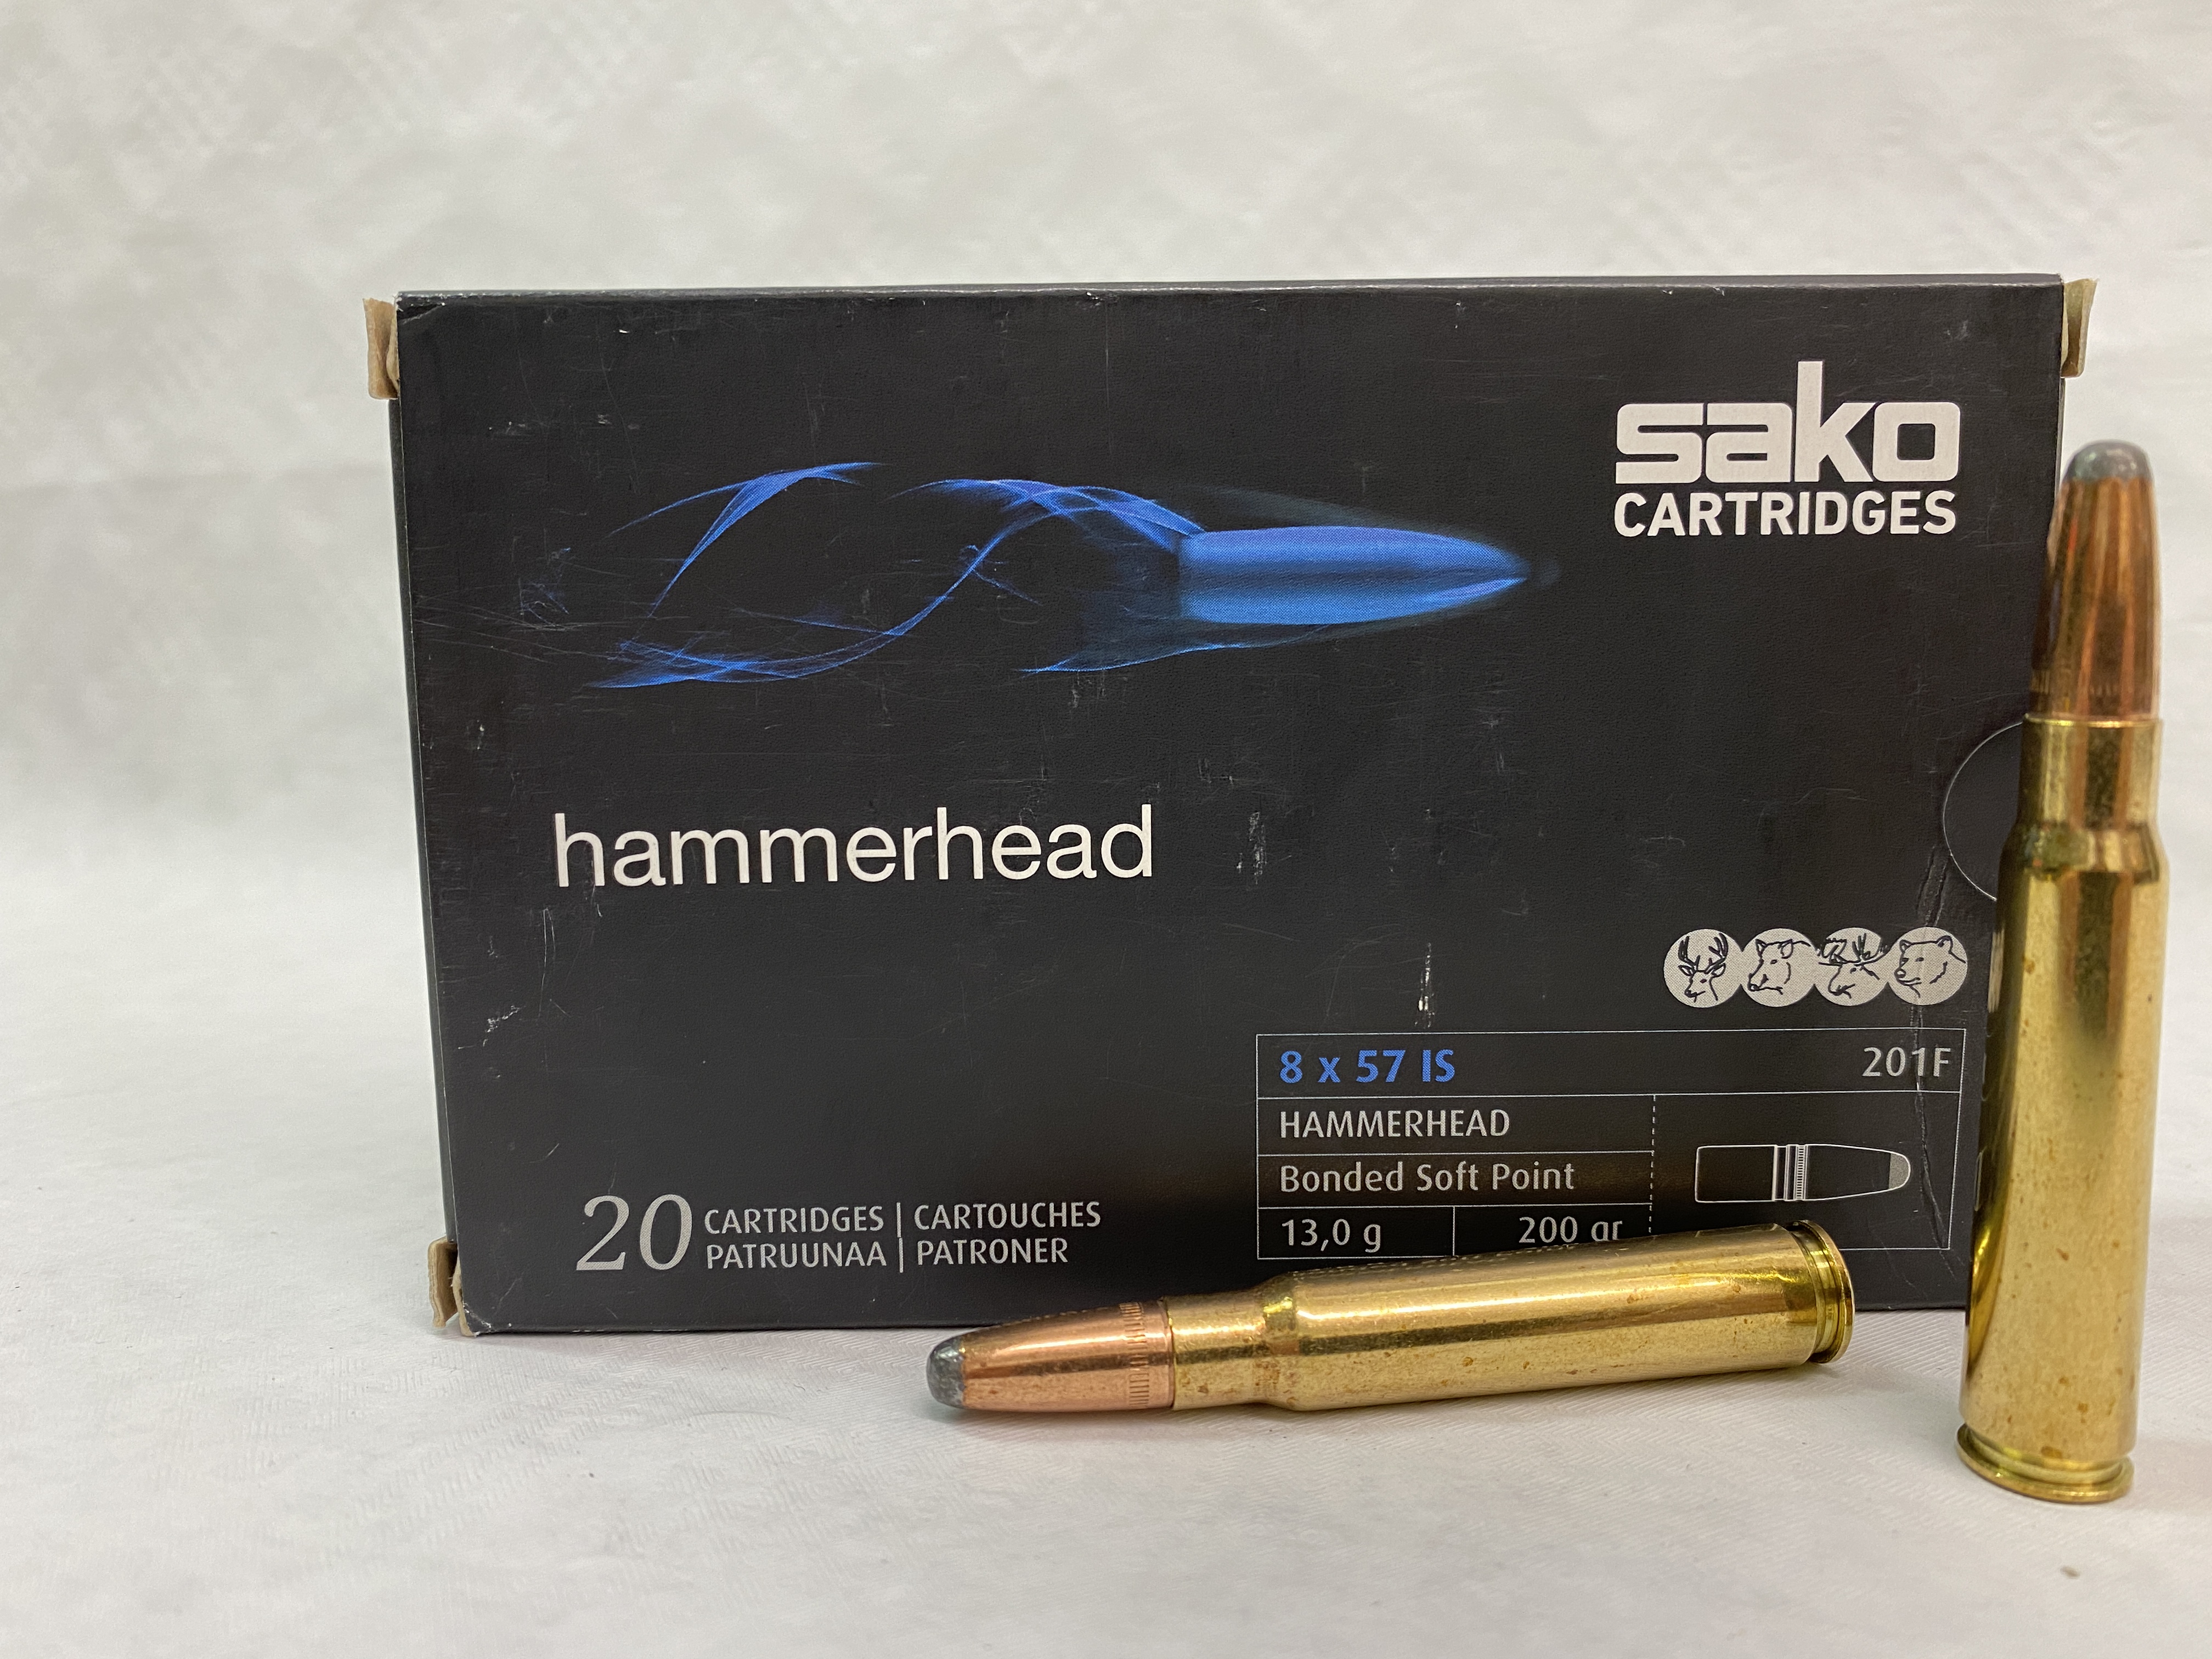 sako
CARTRIDGES
hammerhead
8 x 57 IS 201F
HAMMERHEAD
Bonded Soft Point
13,0 g 200 gr
20 CARTRIDGES | CARTOUCHES
PATRUUNAA | PATRONER